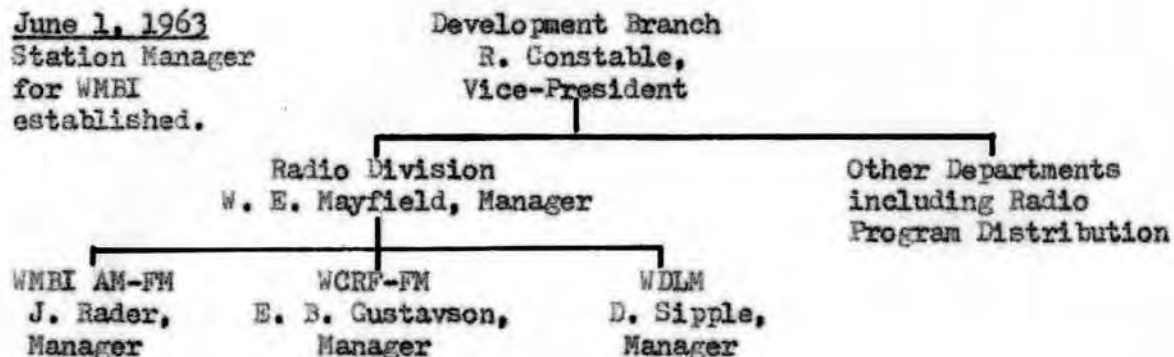 June 1, 1963
Station Manager
for WMBI
established.
Development Branch
R. Constable,
Vice-President
Radio Division
W. E. Mayfield, Manager
Other Departments
including Radio
Program Distribution
WMBI AM-FM
J. Rader,
Manager
WCRF-FM
E. B. Gustavson,
Manager
WDLM
D. Sipple,
Manager